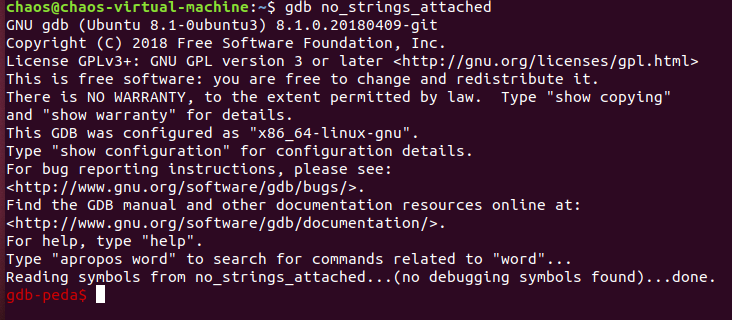 chaos@chaos-virtual-machine:~$ gdb no_strings_attached
GNU gdb (Ubuntu 8.1-0ubuntu3) 8.1.0.20180409-git
Copyright (C) 2018 Free Software Foundation, Inc.
License GPLv3+: GNU GPL version 3 or later <http://gnu.org/licenses/gpl.html>
This is free software: you are free to change and redistribute it.
There is NO WARRANTY, to the extent permitted by law.  Type "show copying"
and "show warranty" for details.
This GDB was configured as "x86_64-linux-gnu".
Type "show configuration" for configuration details.
For bug reporting instructions, please see:
<http://www.gnu.org/software/gdb/bugs/>.
Find the GDB manual and other documentation resources online at:
<http://www.gnu.org/software/gdb/documentation/>.
For help, type "help".
Type "apropos word" to search for commands related to "word"...
Reading symbols from no_strings_attached...(no debugging symbols found)...done.
gdb-peda$